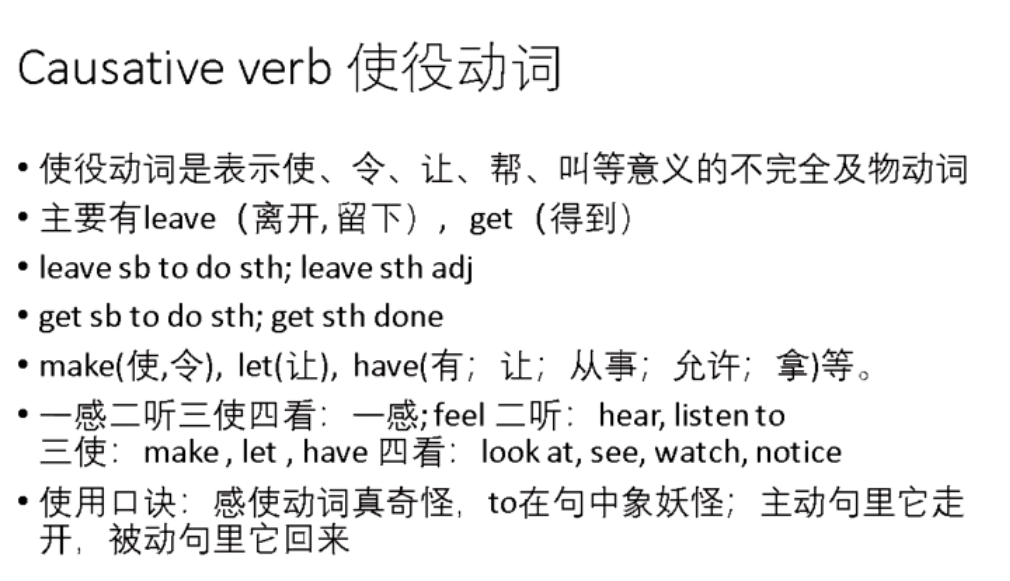 Causative verb 使役动词
• 使役动词是表示使、令、让、帮、叫等意义的不完全及物动词
• 主要有leave（离开,留下）, get（得到）
• leave sb to do sth; leave sth adj
• get sb to do sth; get sth done
• make(使,令), let(让), have(有；让；从事；允许；拿)等。
• 一感二听三使四看：一感;feel 二听：hear, listen to
三使：make , let , have 四看：look at, see, watch, notice
• 使用口诀：感使动词真奇怪，to在句中象妖怪；主动句里它走
开，被动句里它回来